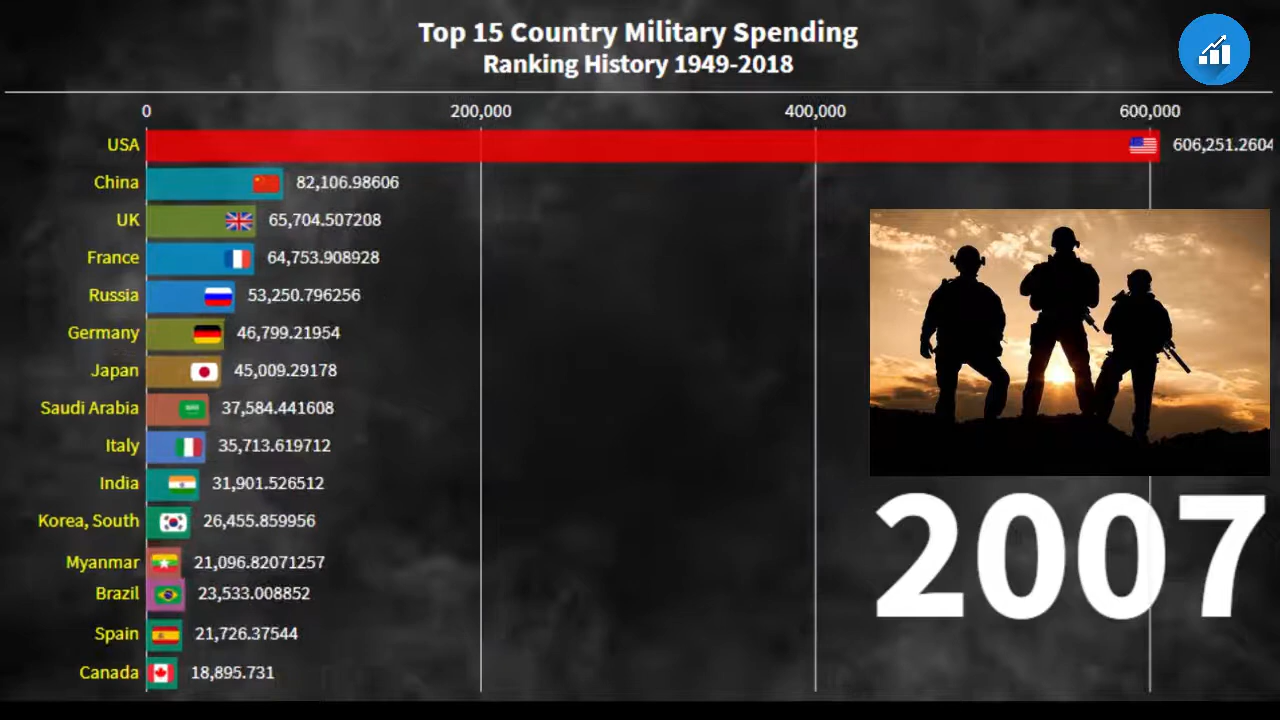 Top 15 Country Military Spending
Ranking History 1949-2018
0 200,000 400,000 600,000
USA 606,251.2604
China 82,106.98606
UK 65,704.507208
France 64,753.908928
Russia 53,250.796256
Germany 46,799.21954
Japan 45,009.29178
Saudi Arabia 37,584.441608
Italy 35,713.619712
India 31,901.526512
Korea, South 26,455.859956
Myanmar 21,096.82071257
Brazil 23,533.008852
Spain 21,726.37544
Canada 18,895.731
2007